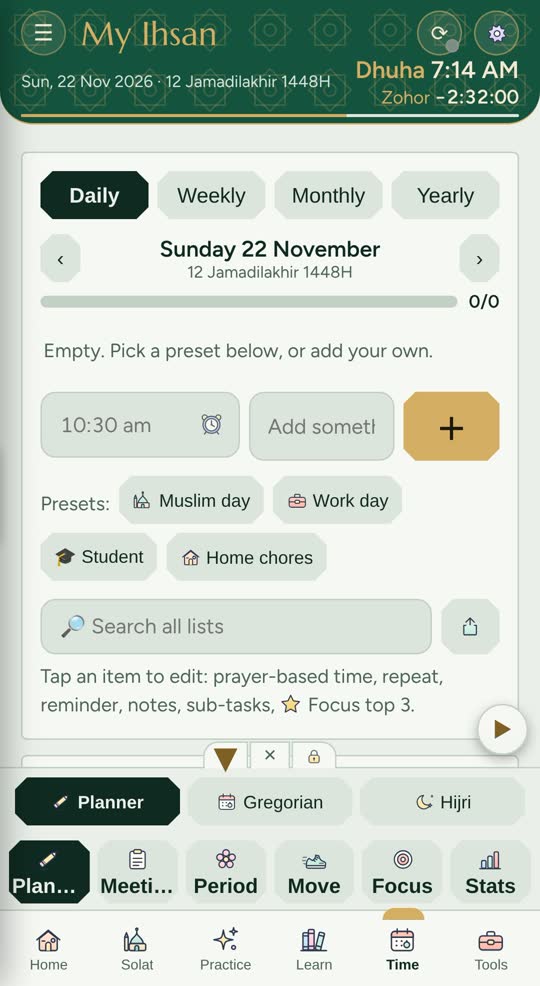 My Ihsan
Sun, 22 Nov 2026 · 12 Jamadilakhir 1448H
Dhuha 7:14 AM
Zohor −2:32:00
Daily Weekly Monthly Yearly
‹ Sunday 22 November ›
12 Jamadilakhir 1448H
0/0
Empty. Pick a preset below, or add your own.
10:30 am Add someth +
Presets: Muslim day Work day
Student Home chores
Search all lists
Tap an item to edit: prayer-based time, repeat,
reminder, notes, sub-tasks, ⭐ Focus top 3.
Planner Gregorian Hijri
Plan... Meeti... Period Move Focus Stats
Home Solat Practice Learn Time Tools